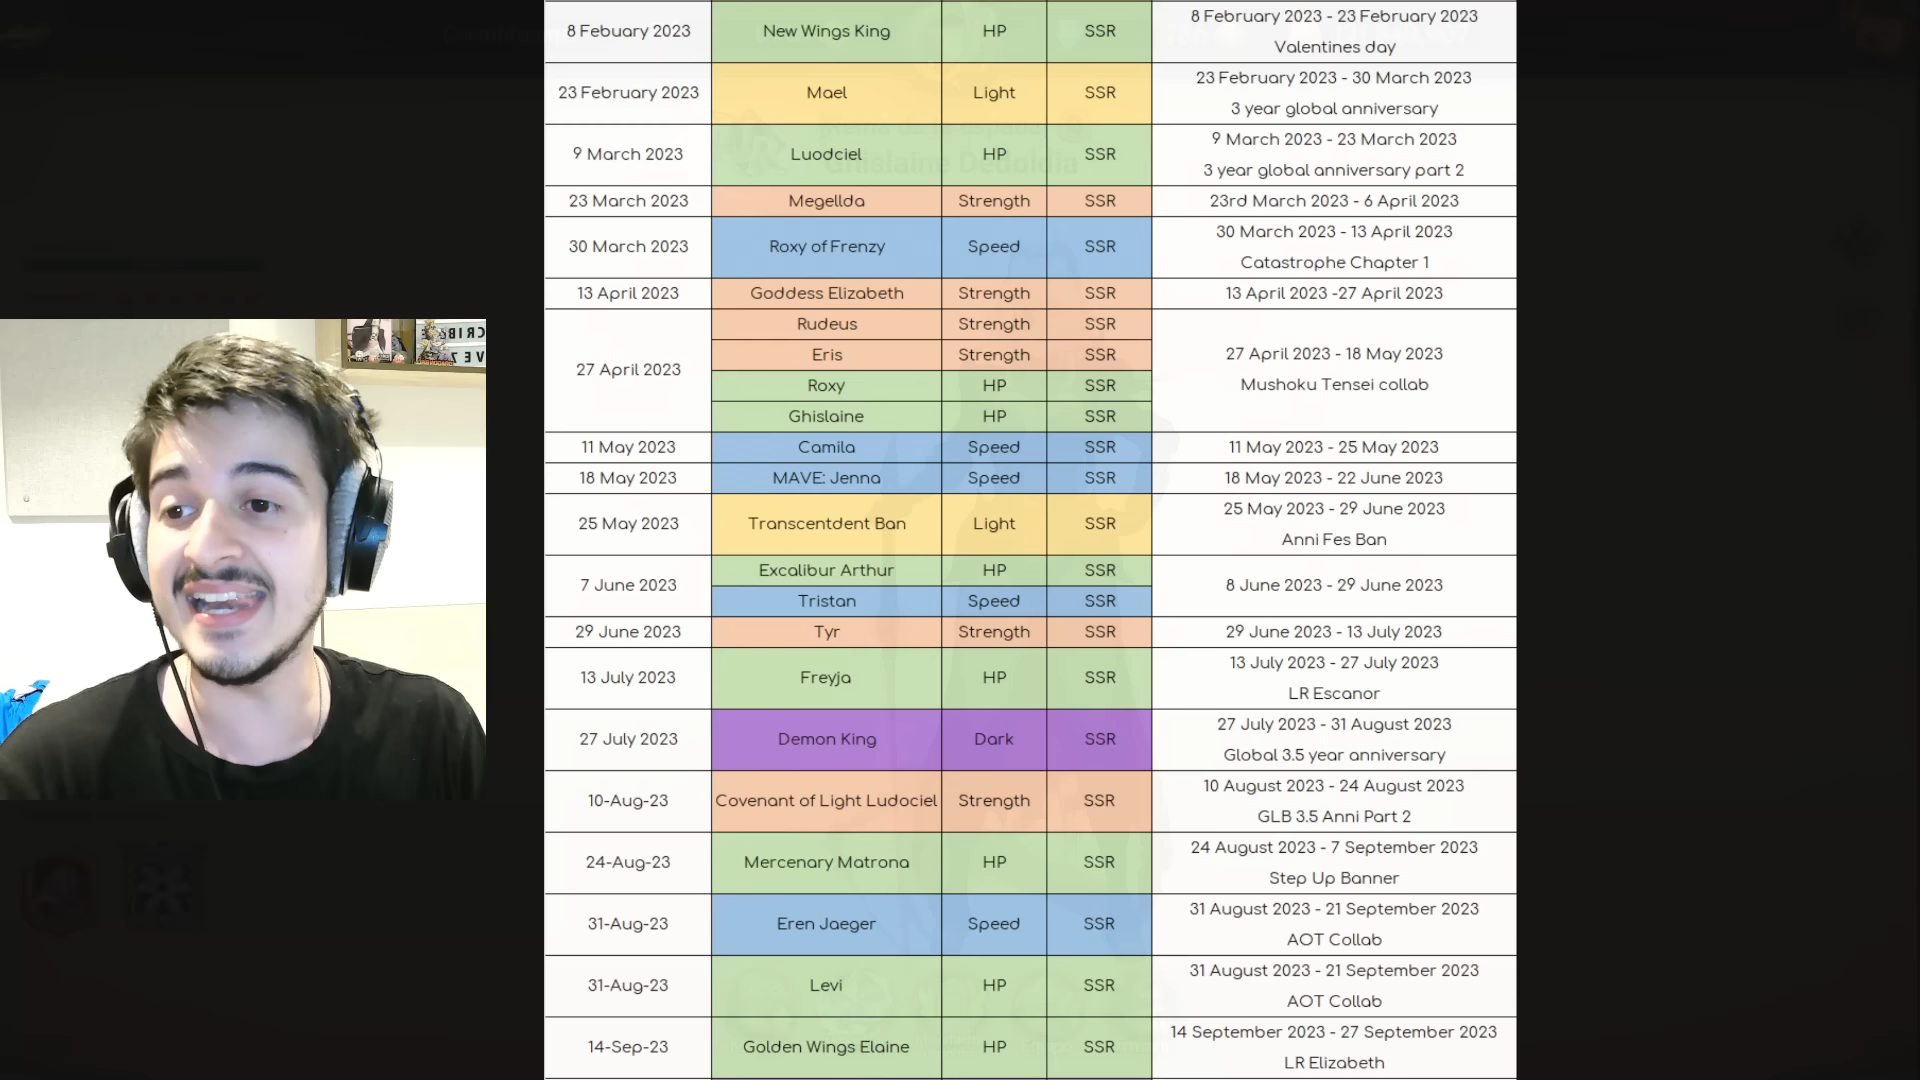 8 Febuary 2023 New Wings King HP SSR 8 February 2023 - 23 February 2023
Valentines day
23 February 2023 Mael Light SSR 23 February 2023 - 30 March 2023
3 year global anniversary
9 March 2023 Luodciel HP SSR 9 March 2023 - 23 March 2023
3 year global anniversary part 2
23 March 2023 Megellda Strength SSR 23rd March 2023 - 6 April 2023
30 March 2023 Roxy of Frenzy Speed SSR 30 March 2023 - 13 April 2023
Catastrophe Chapter 1
13 April 2023 Goddess Elizabeth Strength SSR 13 April 2023 -27 April 2023
27 April 2023 Rudeus Strength SSR 27 April 2023 - 18 May 2023
Mushoku Tensei collab
Eris Strength SSR
Roxy HP SSR
Ghislaine HP SSR
11 May 2023 Camila Speed SSR 11 May 2023 - 25 May 2023
18 May 2023 MAVE: Jenna Speed SSR 18 May 2023 - 22 June 2023
25 May 2023 Transcentdent Ban Light SSR 25 May 2023 - 29 June 2023
Anni Fes Ban
7 June 2023 Excalibur Arthur HP SSR 8 June 2023 - 29 June 2023
Tristan Speed SSR
29 June 2023 Tyr Strength SSR 29 June 2023 - 13 July 2023
13 July 2023 Freyja HP SSR 13 July 2023 - 27 July 2023
LR Escanor
27 July 2023 Demon King Dark SSR 27 July 2023 - 31 August 2023
Global 3.5 year anniversary
10-Aug-23 Covenant of Light Ludociel Strength SSR 10 August 2023 - 24 August 2023
GLB 3.5 Anni Part 2
24-Aug-23 Mercenary Matrona HP SSR 24 August 2023 - 7 September 2023
Step Up Banner
31-Aug-23 Eren Jaeger Speed SSR 31 August 2023 - 21 September 2023
AOT Collab
31-Aug-23 Levi HP SSR 31 August 2023 - 21 September 2023
AOT Collab
14-Sep-23 Golden Wings Elaine HP SSR 14 September 2023 - 27 September 2023
LR Elizabeth
Ghislaine Dedoldia